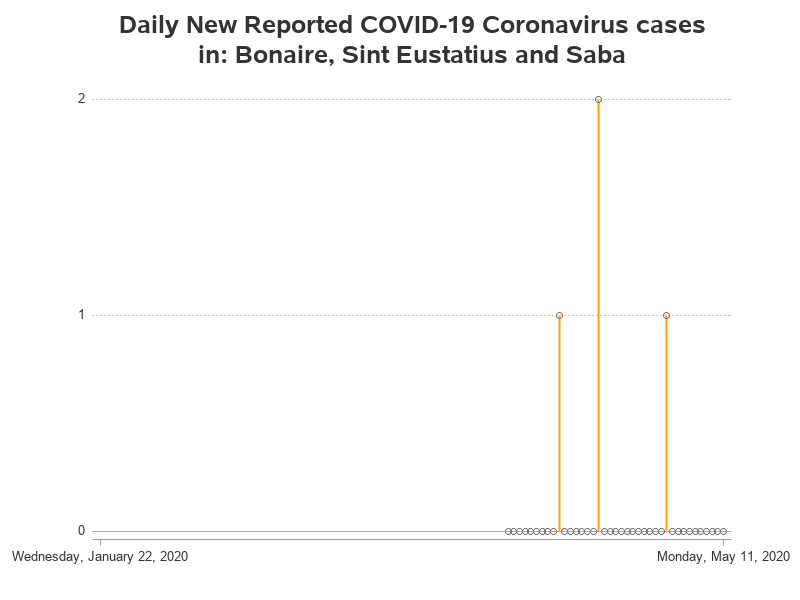 Daily New Reported COVID-19 Coronavirus cases
in: Bonaire, Sint Eustatius and Saba
2
1
0
Wednesday, January 22, 2020
Monday, May 11, 2020